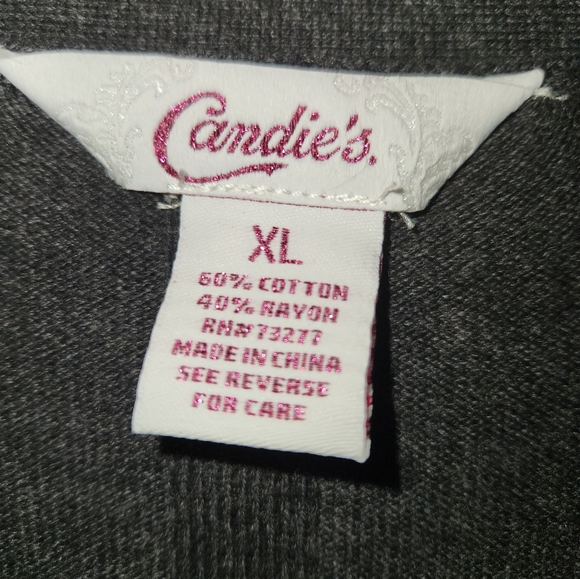 Candie's.
XL
60% COTTON
40% RAYON
RN# 73277
MADE IN CHINA
SEE REVERSE
FOR CARE